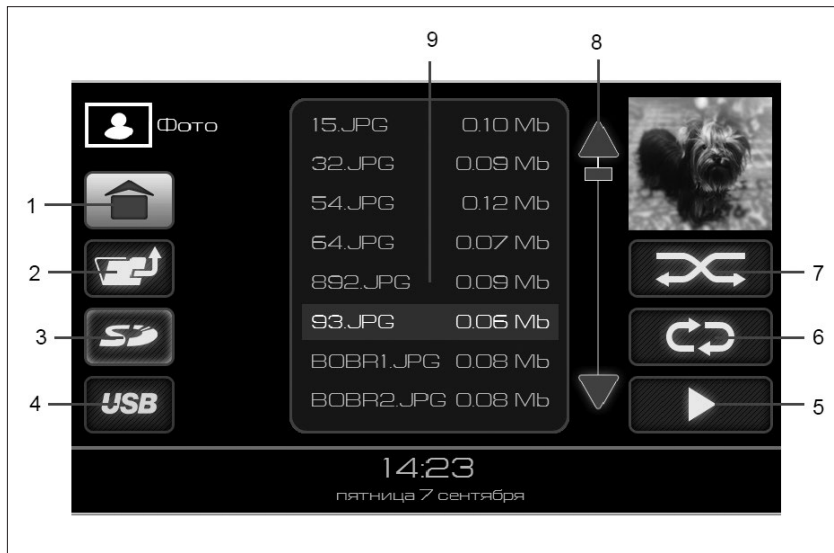 9
8
Фото
15.JPG 0.10 Mb
32.JPG 0.09 Mb
1
54.JPG 0.12 Mb
2
64.JPG 0.07 Mb
7
892.JPG 0.09 Mb
3
SD
93.JPG 0.06 Mb
6
BOBR1.JPG 0.08 Mb
4
USB
BOBR2.JPG 0.08 Mb
5
14:23
пятница 7 сентября